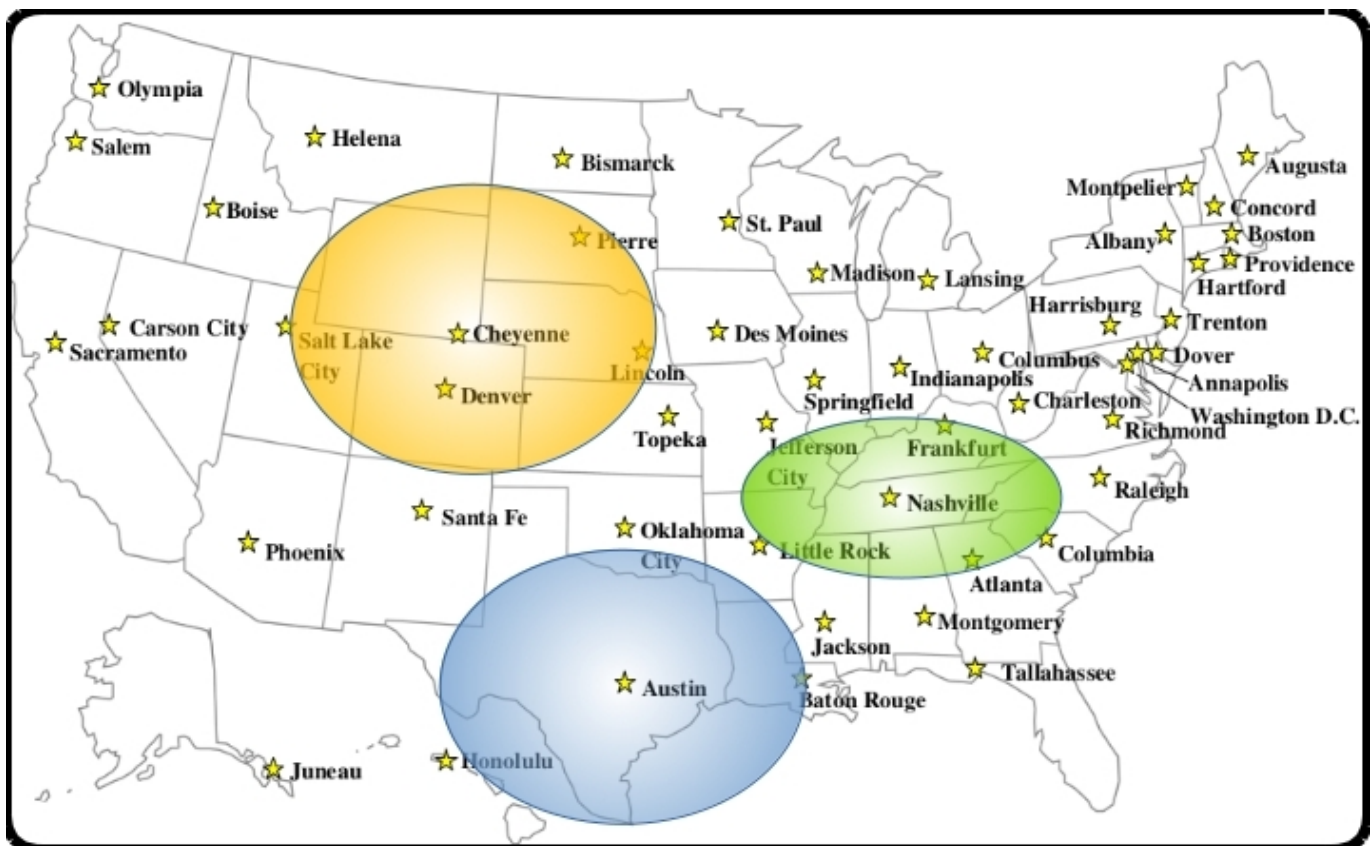 Olympia
Helena
Salem
Bismarck
Augusta
Montpelier
Boise
Concord
St. Paul
Boston
Pierre
Albany
Providence
Madison
Lansing
Hartford
Harrisburg
Trenton
Carson City
Cheyenne
Des Moines
Salt Lake
City
Sacramento
Columbus
Dover
Lincoln
Indianapolis
Annapolis
Denver
Springfield
Charleston
Washington D.C.
Topeka
Richmond
Jefferson
City
Frankfurt
Raleigh
Nashville
Santa Fe
Oklahoma
City
Phoenix
Little Rock
Columbia
Atlanta
Montgomery
Jackson
Tallahassee
Austin
Baton Rouge
Honolulu
Juneau